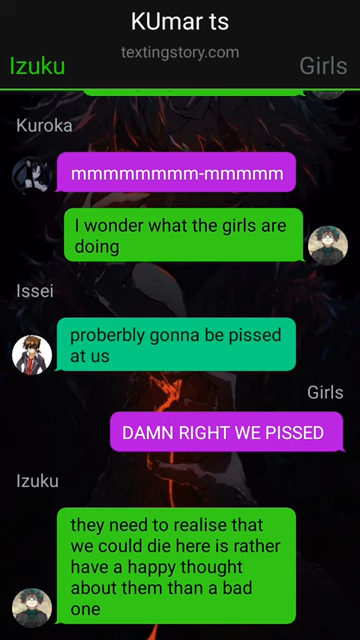 KUmar ts
textingstory.com
Izuku
Girls
Kuroka
mmmmmmmm-mmmmm
I wonder what the girls are
doing
Issei
proberbly gonna be pissed
at us
Girls
DAMN RIGHT WE PISSED
Izuku
they need to realise that
we could die here is rather
have a happy thought
about them than a bad
one